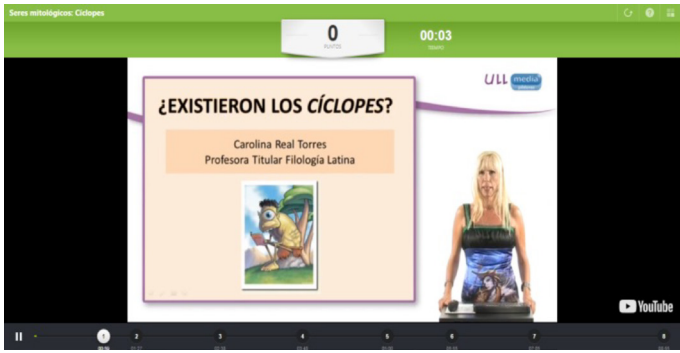 Seres mitológicos: Cíclopes
0
PUNTOS
00:03
TIEMPO
ULL media
¿EXISTIERON LOS CÍCLOPES?
Carolina Real Torres
Profesora Titular Filología Latina
YouTube
1
2
3
4
5
6
7
8